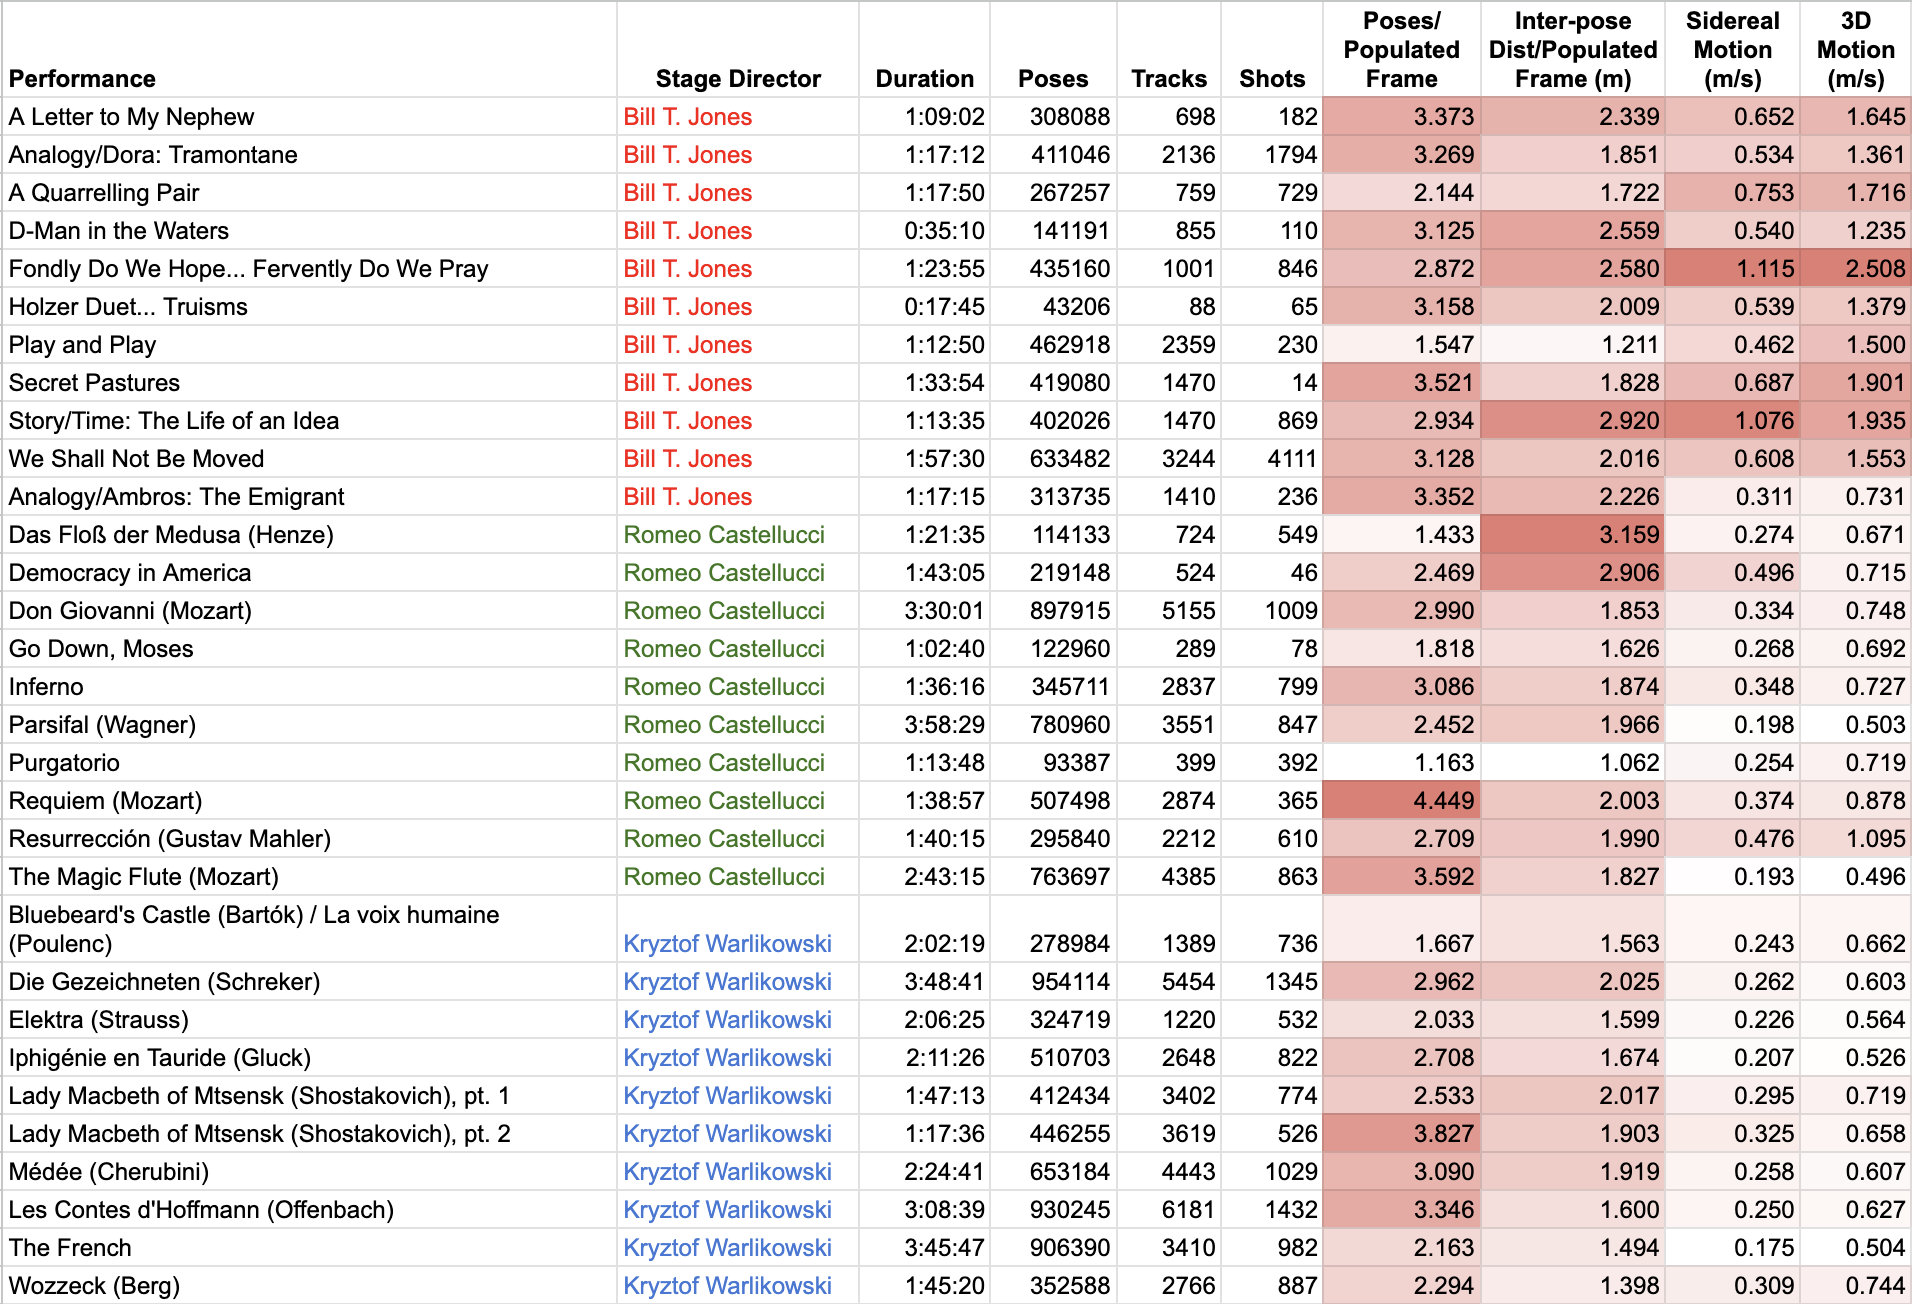 Performance Stage Director Duration Poses Tracks Shots Poses/ Populated Frame Inter-pose Dist/Populated Frame (m) Sidereal Motion (m/s) 3D Motion (m/s)
A Letter to My Nephew Bill T. Jones 1:09:02 308088 698 182 3.373 2.339 0.652 1.645
Analogy/Dora: Tramontane Bill T. Jones 1:17:12 411046 2136 1794 3.269 1.851 0.534 1.361
A Quarrelling Pair Bill T. Jones 1:17:50 267257 759 729 2.144 1.722 0.753 1.716
D-Man in the Waters Bill T. Jones 0:35:10 141191 855 110 3.125 2.559 0.540 1.235
Fondly Do We Hope... Fervently Do We Pray Bill T. Jones 1:23:55 435160 1001 846 2.872 2.580 1.115 2.508
Holzer Duet... Truisms Bill T. Jones 0:17:45 43206 88 65 3.158 2.009 0.539 1.379
Play and Play Bill T. Jones 1:12:50 462918 2359 230 1.547 1.211 0.462 1.500
Secret Pastures Bill T. Jones 1:33:54 419080 1470 14 3.521 1.828 0.687 1.901
Story/Time: The Life of an Idea Bill T. Jones 1:13:35 402026 1470 869 2.934 2.920 1.076 1.935
We Shall Not Be Moved Bill T. Jones 1:57:30 633482 3244 4111 3.128 2.016 0.608 1.553
Analogy/Ambros: The Emigrant Bill T. Jones 1:17:15 313735 1410 236 3.352 2.226 0.311 0.731
Das Floß der Medusa (Henze) Romeo Castellucci 1:21:35 114133 724 549 1.433 3.159 0.274 0.671
Democracy in America Romeo Castellucci 1:43:05 219148 524 46 2.469 2.906 0.496 0.715
Don Giovanni (Mozart) Romeo Castellucci 3:30:01 897915 5155 1009 2.990 1.853 0.334 0.748
Go Down, Moses Romeo Castellucci 1:02:40 122960 289 78 1.818 1.626 0.268 0.692
Inferno Romeo Castellucci 1:36:16 345711 2837 799 3.086 1.874 0.348 0.727
Parsifal (Wagner) Romeo Castellucci 3:58:29 780960 3551 847 2.452 1.966 0.198 0.503
Purgatorio Romeo Castellucci 1:13:48 93387 399 392 1.163 1.062 0.254 0.719
Requiem (Mozart) Romeo Castellucci 1:38:57 507498 2874 365 4.449 2.003 0.374 0.878
Resurrección (Gustav Mahler) Romeo Castellucci 1:40:15 295840 2212 610 2.709 1.990 0.476 1.095
The Magic Flute (Mozart) Romeo Castellucci 2:43:15 763697 4385 863 3.592 1.827 0.193 0.496
Bluebeard's Castle (Bartók) / La voix humaine
(Poulenc) Kryztof Warlikowski 2:02:19 278984 1389 736 1.667 1.563 0.243 0.662
Die Gezeichneten (Schreker) Kryztof Warlikowski 3:48:41 954114 5454 1345 2.962 2.025 0.262 0.603
Elektra (Strauss) Kryztof Warlikowski 2:06:25 324719 1220 532 2.033 1.599 0.226 0.564
Iphigénie en Tauride (Gluck) Kryztof Warlikowski 2:11:26 510703 2648 822 2.708 1.674 0.207 0.526
Lady Macbeth of Mtsensk (Shostakovich), pt. 1 Kryztof Warlikowski 1:47:13 412434 3402 774 2.533 2.017 0.295 0.719
Lady Macbeth of Mtsensk (Shostakovich), pt. 2 Kryztof Warlikowski 1:17:36 446255 3619 526 3.827 1.903 0.325 0.658
Médée (Cherubini) Kryztof Warlikowski 2:24:41 653184 4443 1029 3.090 1.919 0.258 0.607
Les Contes d'Hoffmann (Offenbach) Kryztof Warlikowski 3:08:39 930245 6181 1432 3.346 1.600 0.250 0.627
The French Kryztof Warlikowski 3:45:47 906390 3410 982 2.163 1.494 0.175 0.504
Wozzeck (Berg) Kryztof Warlikowski 1:45:20 352588 2766 887 2.294 1.398 0.309 0.744